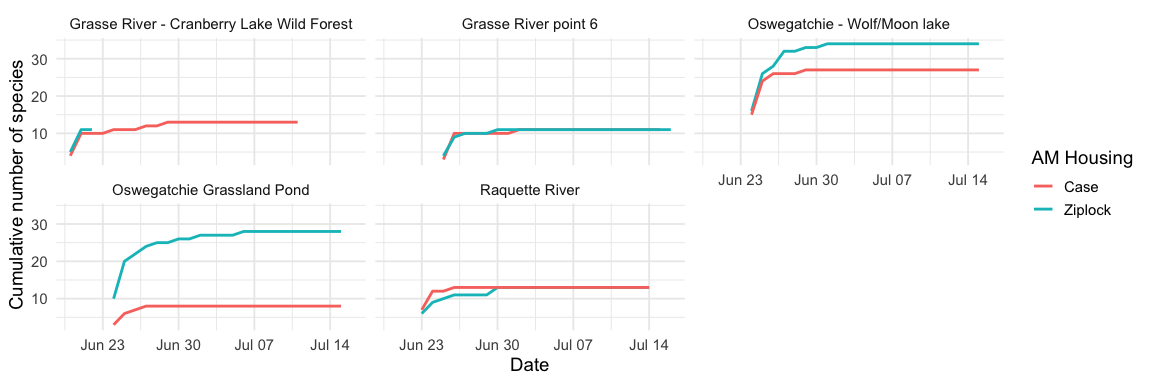 Grasse River - Cranberry Lake Wild Forest
Grasse River point 6
Oswegatchie - Wolf/Moon lake
30
20
10
Jun 23 Jun 30 Jul 07 Jul 14
Oswegatchie Grassland Pond
Raquette River
30
20
10
Jun 23 Jun 30 Jul 07 Jul 14
Jun 23 Jun 30 Jul 07 Jul 14
Date
Cumulative number of species
AM Housing
Case
Ziplock